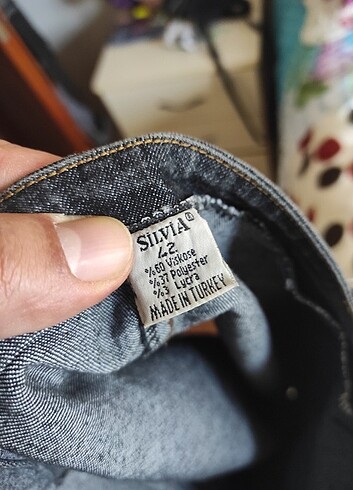 SILVIA®
42
%60 Viskose
%37 Polyester
%3 Lycra
MADE IN TURKEY